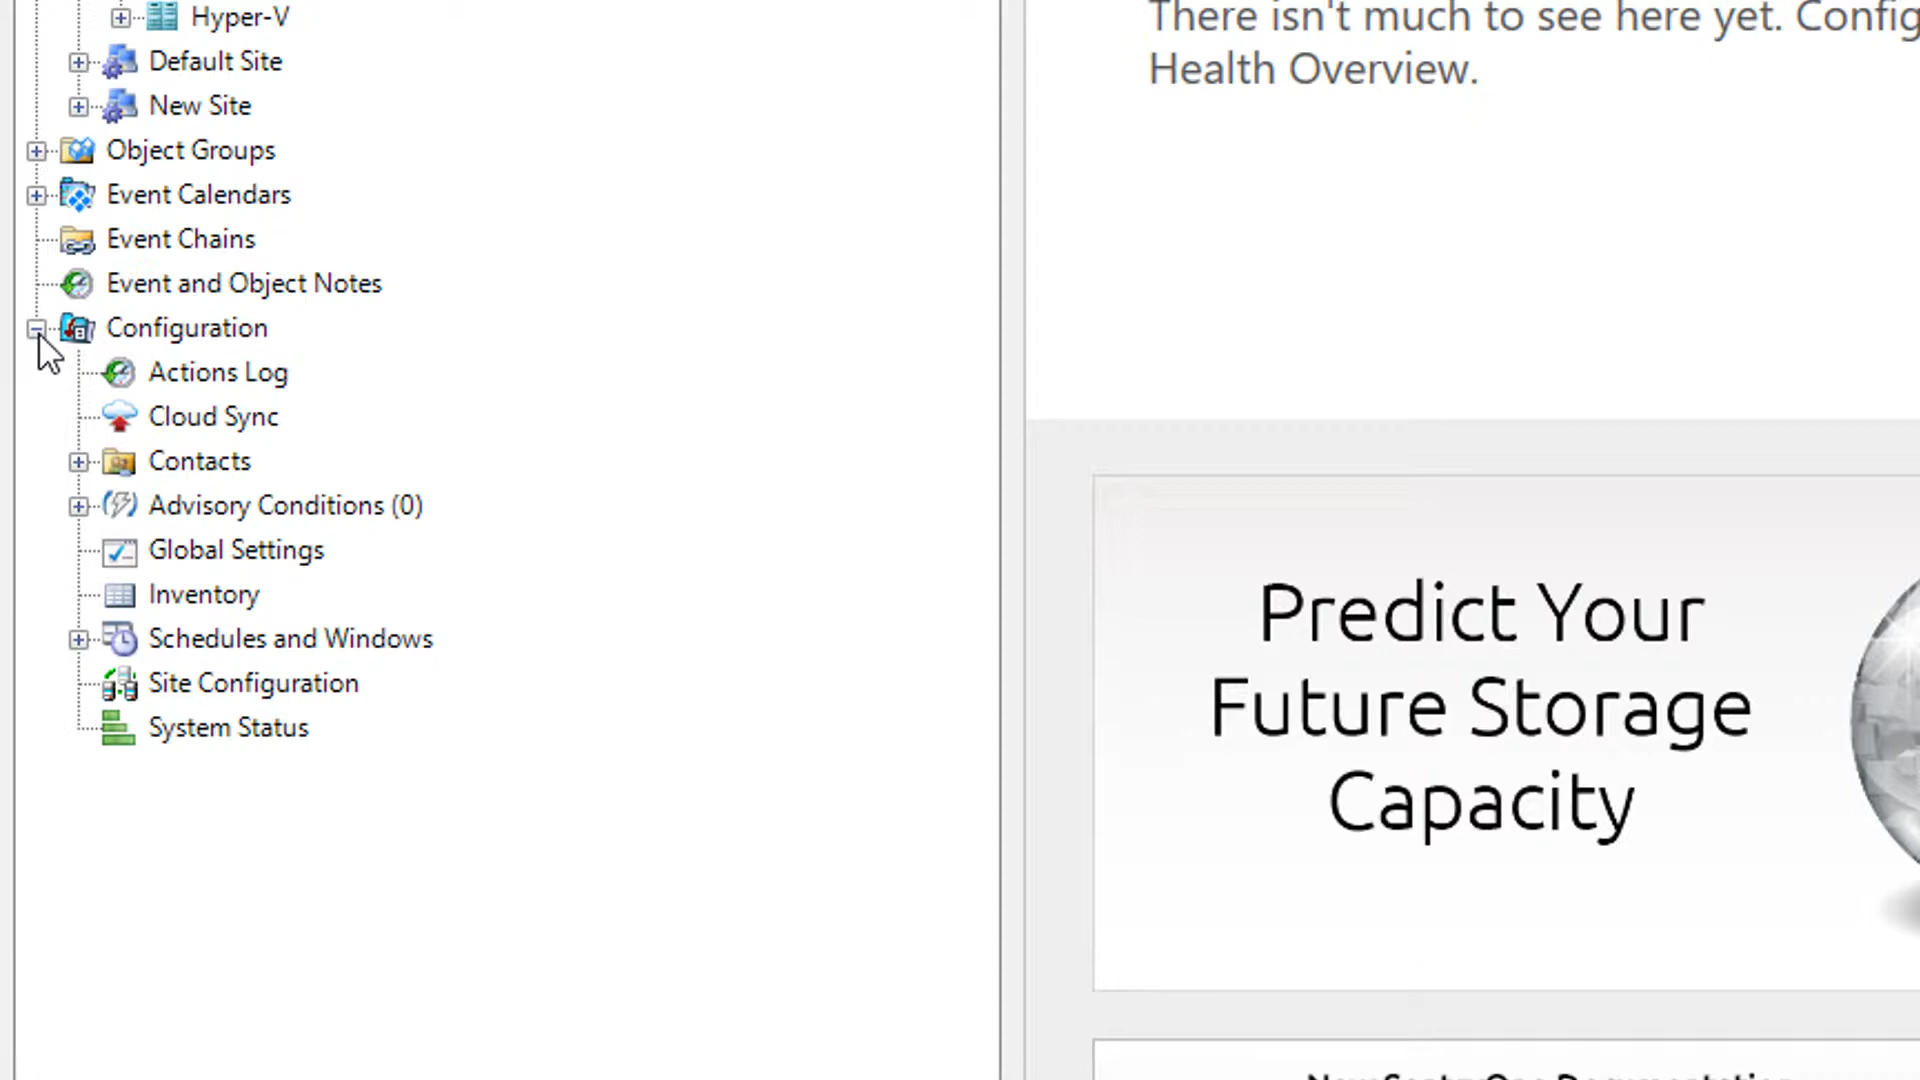 Hyper-V
Default Site
New Site
Object Groups
Event Calendars
Event Chains
Event and Object Notes
Configuration
Actions Log
Cloud Sync
Contacts
Advisory Conditions (0)
Global Settings
Inventory
Schedules and Windows
Site Configuration
System Status
There isn't much to see here yet. Config
Health Overview.
Predict Your
Future Storage
Capacity